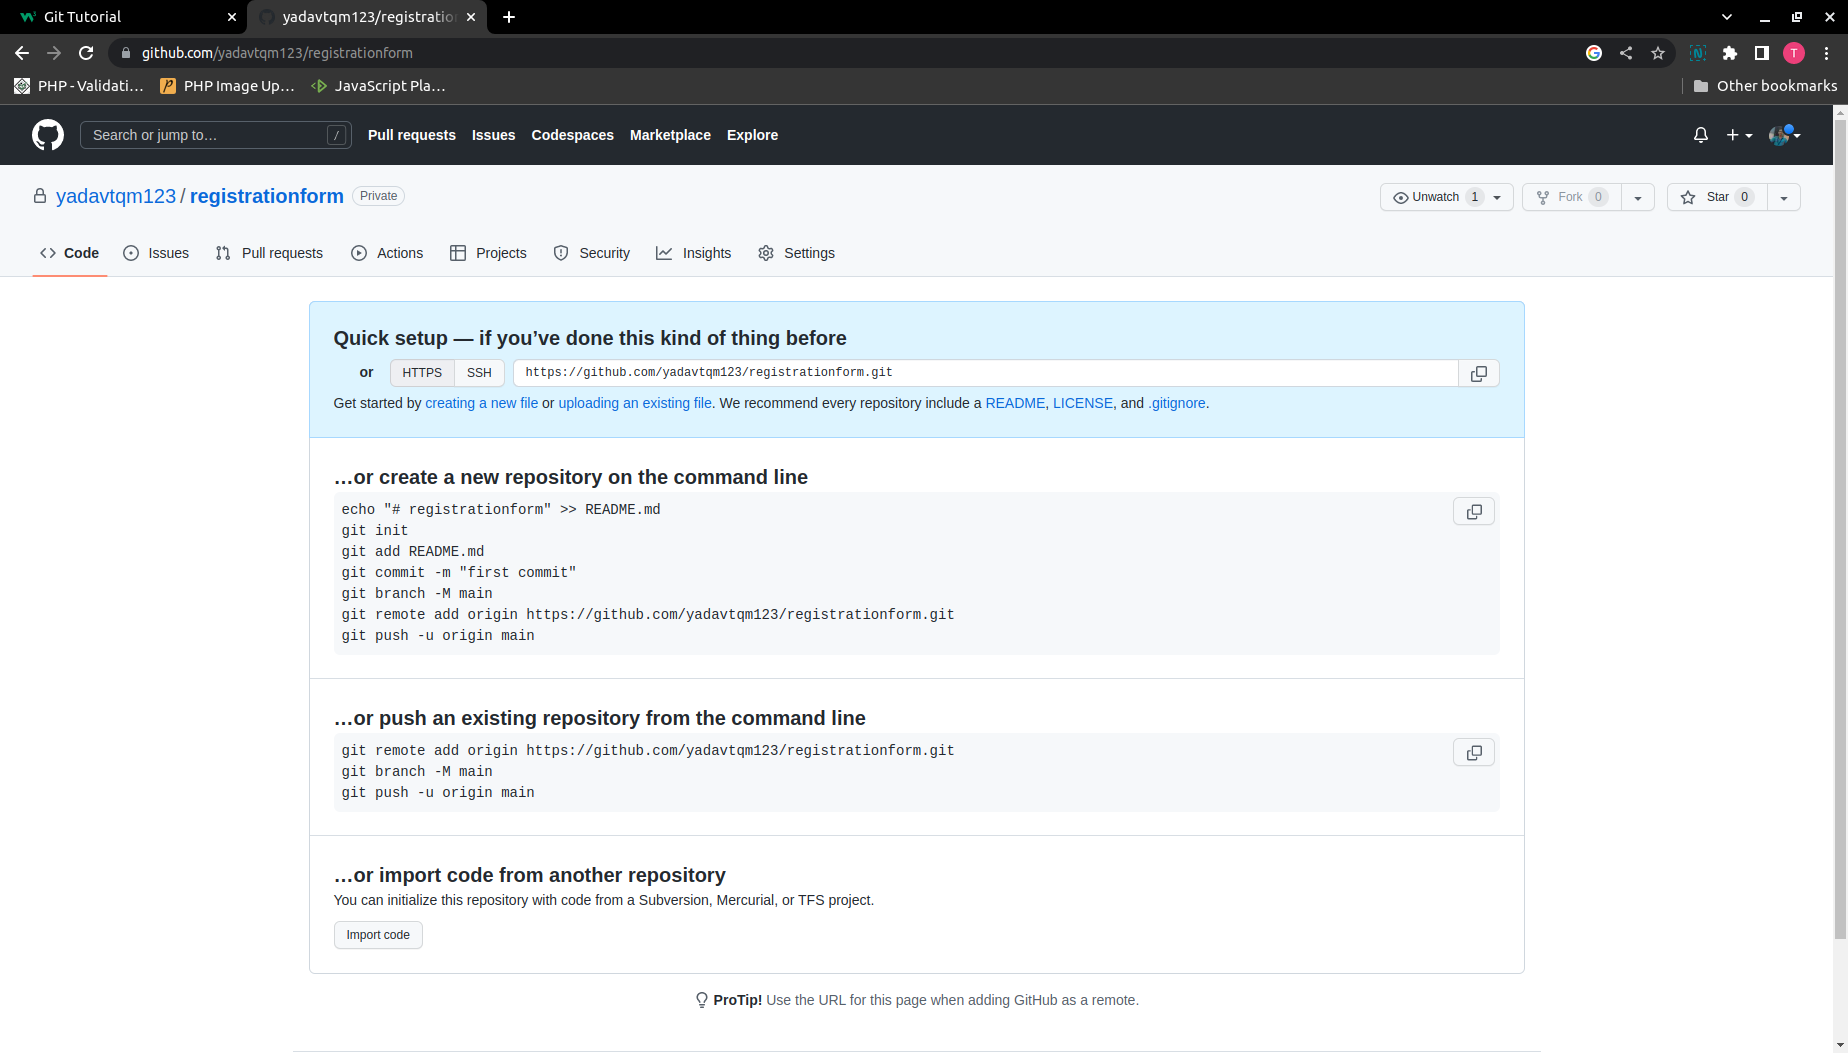 Git Tutorial
yadavtqm123/registratio
github.com/yadavtqm123/registrationform
T
PHP - Validati…
PHP Image Up…
JavaScript Pla…
Other bookmarks
Search or jump to… /
Pull requests Issues Codespaces Marketplace Explore
yadavtqm123 / registrationform Private
Unwatch 1
Fork 0
Star 0
Code Issues Pull requests Actions Projects Security Insights Settings
Quick setup — if you’ve done this kind of thing before
or HTTPS SSH https://github.com/yadavtqm123/registrationform.git
Get started by creating a new file or uploading an existing file. We recommend every repository include a README, LICENSE, and .gitignore.
…or create a new repository on the command line
echo "# registrationform" >> README.md
git init
git add README.md
git commit -m "first commit"
git branch -M main
git remote add origin https://github.com/yadavtqm123/registrationform.git
git push -u origin main
…or push an existing repository from the command line
git remote add origin https://github.com/yadavtqm123/registrationform.git
git branch -M main
git push -u origin main
…or import code from another repository
You can initialize this repository with code from a Subversion, Mercurial, or TFS project.
Import code
ProTip! Use the URL for this page when adding GitHub as a remote.